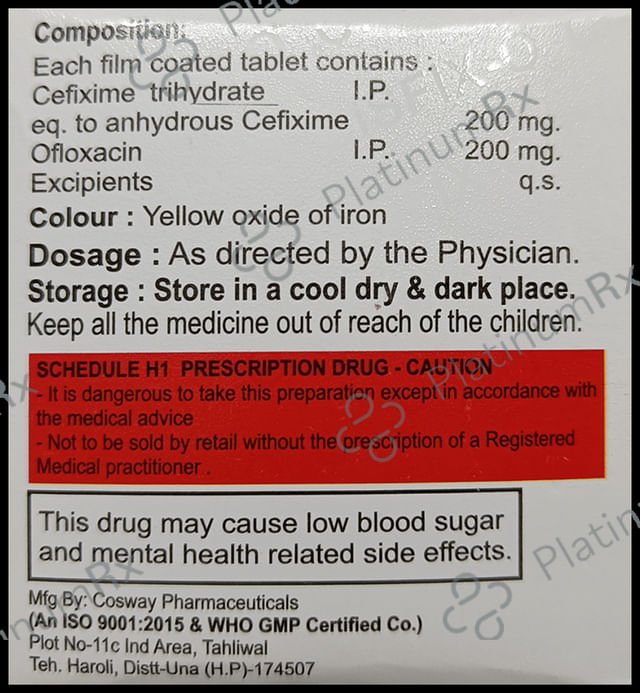 Composition:
Each film coated tablet contains :
Cefixime trihydrate I.P.
eq. to anhydrous Cefixime 200 mg.
Ofloxacin I.P. 200 mg.
Excipients q.s.
Colour : Yellow oxide of iron
Dosage : As directed by the Physician.
Storage : Store in a cool dry & dark place.
Keep all the medicine out of reach of the children.
SCHEDULE H1 PRESCRIPTION DRUG - CAUTION
- It is dangerous to take this preparation except in accordance with
the medical advice
- Not to be sold by retail without the prescription of a Registered
Medical practitioner .
This drug may cause low blood sugar
and mental health related side effects.
Mfg By: Cosway Pharmaceuticals
(An ISO 9001:2015 & WHO GMP Certified Co.)
Plot No-11c Ind Area, Tahliwal
Teh. Haroli, Distt-Una (H.P)-174507
PlatinumRx
PlatinumRx